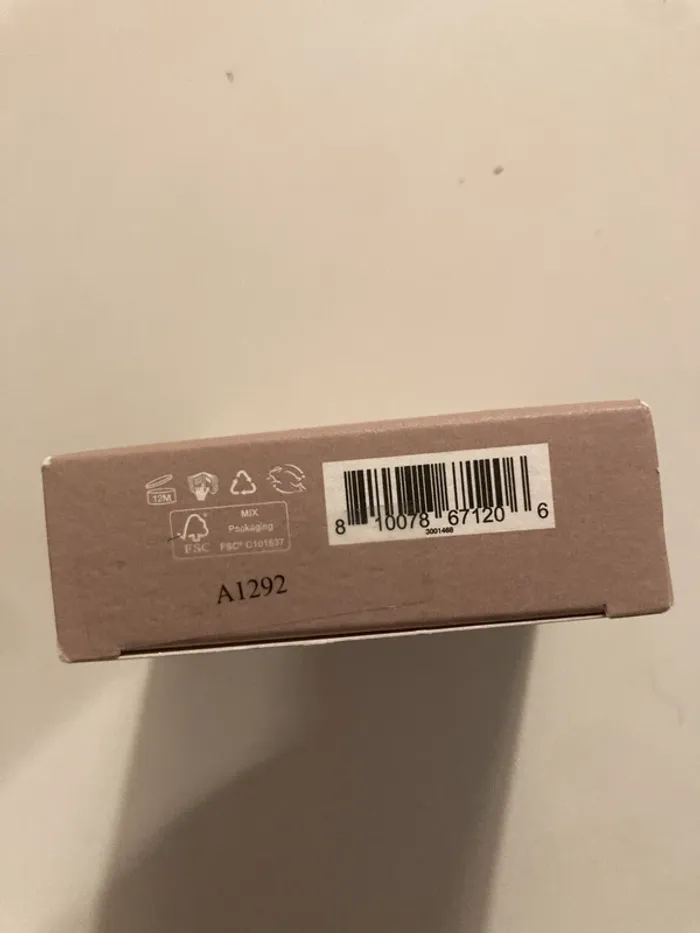 12M
MIX
Packaging
FSC
FSC® C101537
8 10078 67120 6
3001468
A1292